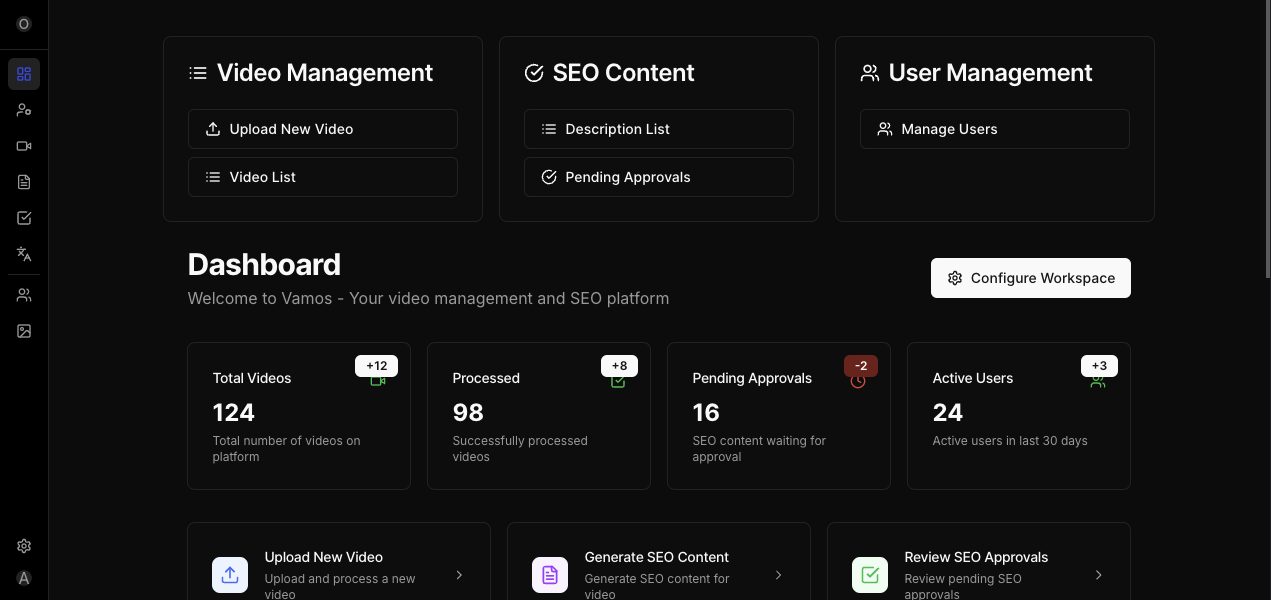 O
Video Management
SEO Content
User Management
Upload New Video
Description List
Manage Users
Video List
Pending Approvals
Dashboard
Welcome to Vamos - Your video management and SEO platform
Configure Workspace
+12
+8
-2
+3
Total Videos
Processed
Pending Approvals
Active Users
124
98
16
24
Total number of videos on
platform
Successfully processed
videos
SEO content waiting for
approval
Active users in last 30 days
Upload New Video
Upload and process a new
video
Generate SEO Content
Generate SEO content for
video
Review SEO Approvals
Review pending SEO
approvals
A